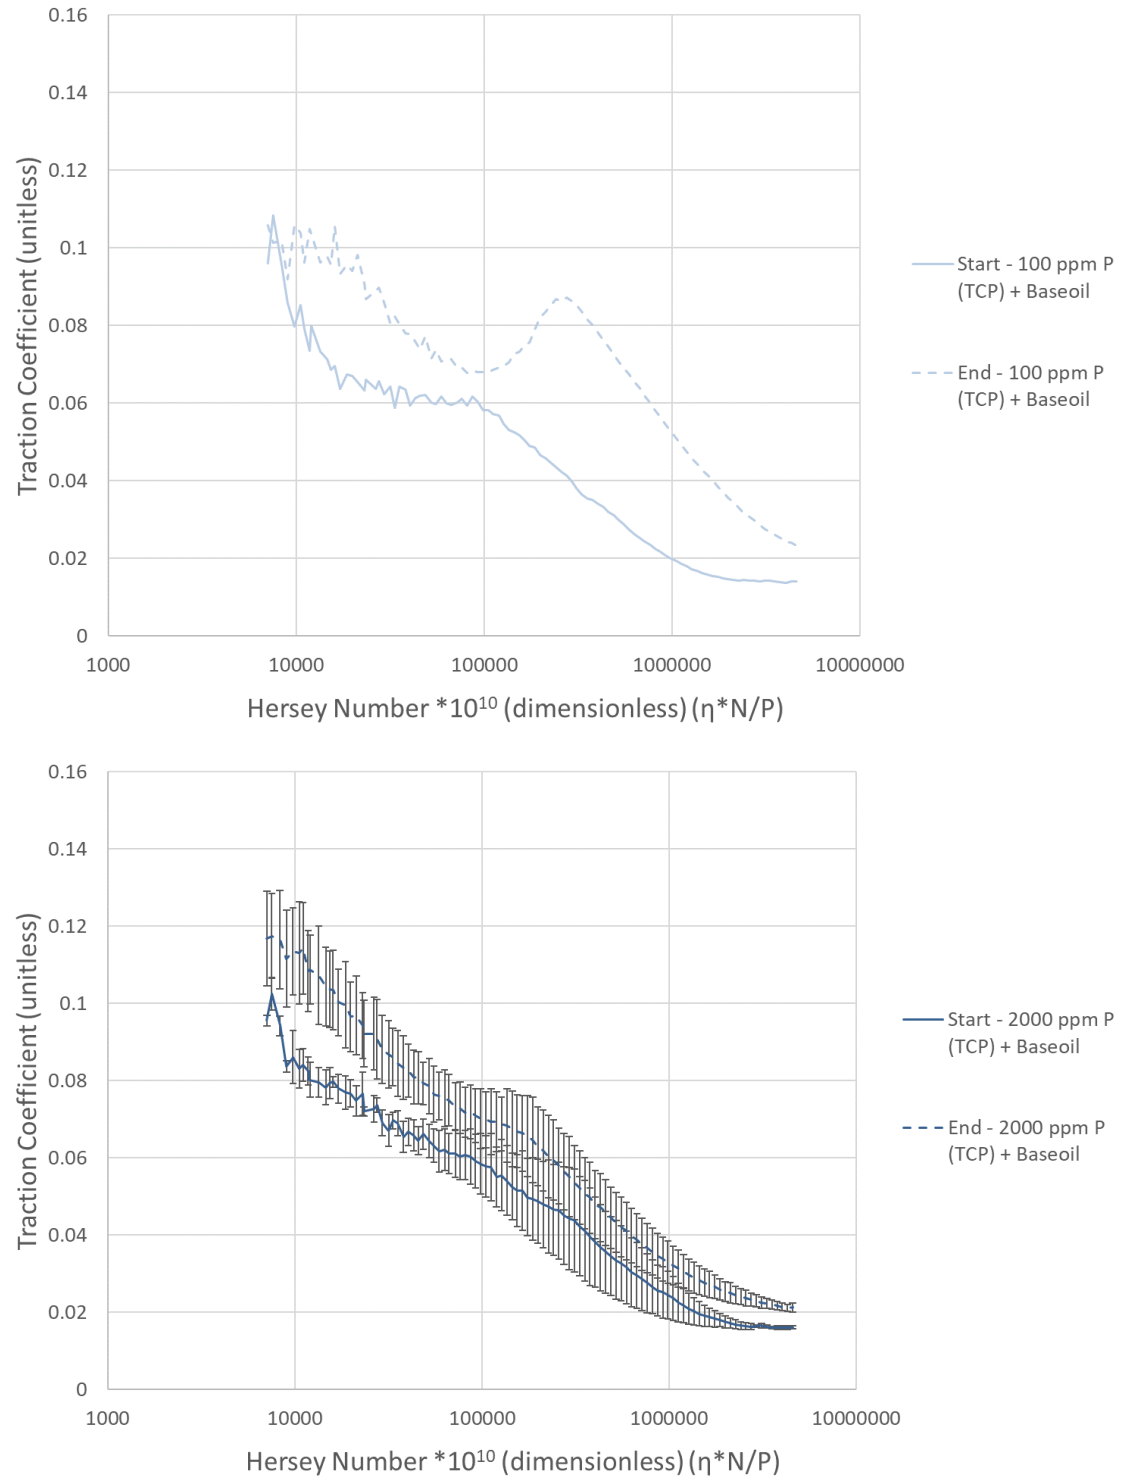 0.16
0.14
0.12
0.1
0.08
0.06
0.04
0.02
0
Traction Coefficient (unitless)
1000 10000 100000 1000000 10000000
Hersey Number *10¹⁰ (dimensionless) (η*N/P)
Start - 100 ppm P
(TCP) + Baseoil
End - 100 ppm P
(TCP) + Baseoil
0.16
0.14
0.12
0.1
0.08
0.06
0.04
0.02
0
Traction Coefficient (unitless)
1000 10000 100000 1000000 10000000
Hersey Number *10¹⁰ (dimensionless) (η*N/P)
Start - 2000 ppm P
(TCP) + Baseoil
End - 2000 ppm P
(TCP) + Baseoil